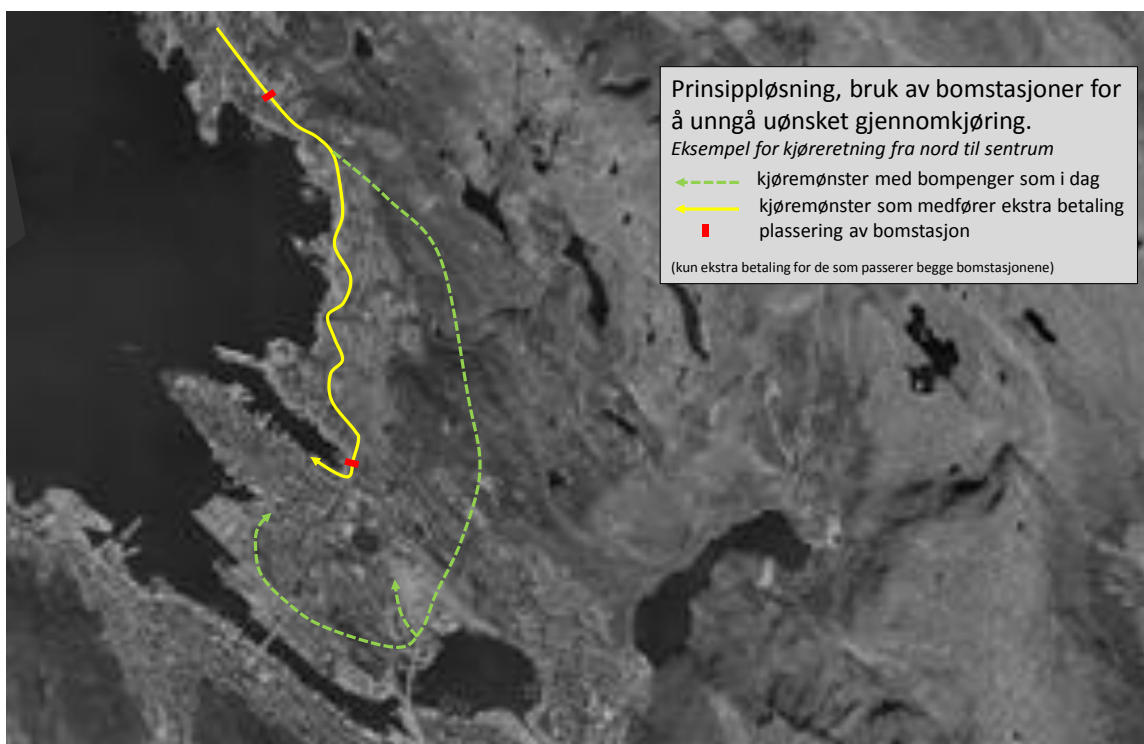 Prinsippløsning, bruk av bomstasjoner for
å unngå uønsket gjennomkjøring.
Eksempel for kjøreretning fra nord til sentrum
kjøremønster med bompenger som i dag
kjøremønster som medfører ekstra betaling
plassering av bomstasjon
(kun ekstra betaling for de som passerer begge bomstasjonene)